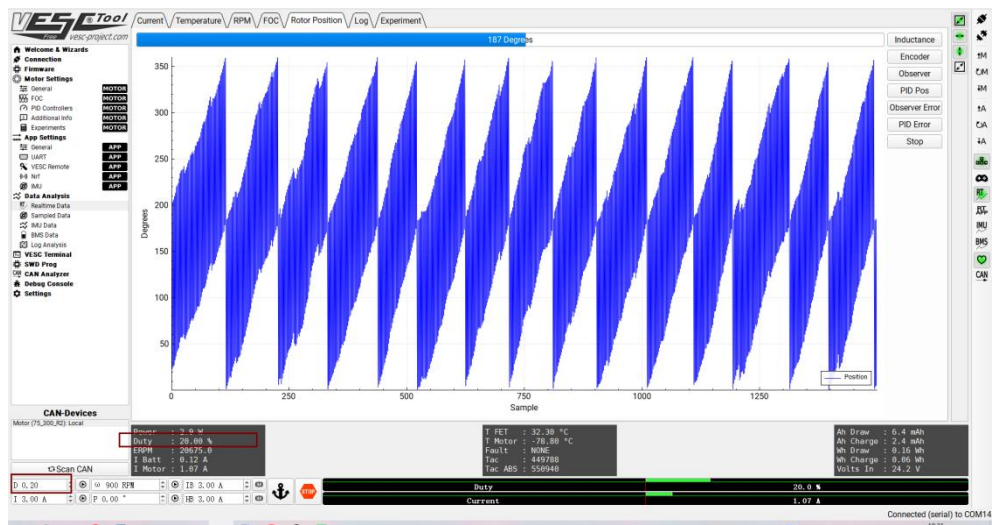 VESC® Tool
Free vesc-project.com
Welcome & Wizards
Connection
Firmware
Motor Settings
General MOTOR
FOC MOTOR
PID Controllers MOTOR
Additional Info MOTOR
Experiments MOTOR
App Settings
General APP
UART APP
VESC Remote APP
Nrf APP
IMU APP
Data Analysis
RT Realtime Data
Sampled Data
IMU Data
BMS Data
Log Analysis
VESC Terminal
SWD Prog
CAN Analyzer
Debug Console
Settings
CAN-Devices
Motor (75_300_R2): Local
Scan CAN
D 0,20
ω 900 RPM
IB 3,00 A
I 3,00 A
P 0,00 °
HB 3,00 A
STOP
Current
Temperature
RPM
FOC
Rotor Position
Log
Experiment
187 Degrees
Inductance
Encoder
Observer
PID Pos
Observer Error
PID Error
Stop
Degrees
350
300
250
200
150
100
50
0
250
500
750
1000
1250
Sample
Position
Duty : 20.00 %
ERPM : 20675.0
I Batt : 0.12 A
I Motor : 1.07 A
T FET : 32.30 °C
T Motor : -78.80 °C
Fault : NONE
Tac : 449788
Tac ABS : 550940
Ah Draw : 6.4 mAh
Ah Charge : 2.4 mAh
Wh Draw : 0.16 Wh
Wh Charge : 0.06 Wh
Volts In : 24.2 V
Duty 20.0 %
Current 1.07 A
Connected (serial) to COM14
IMU
BMS
CAN